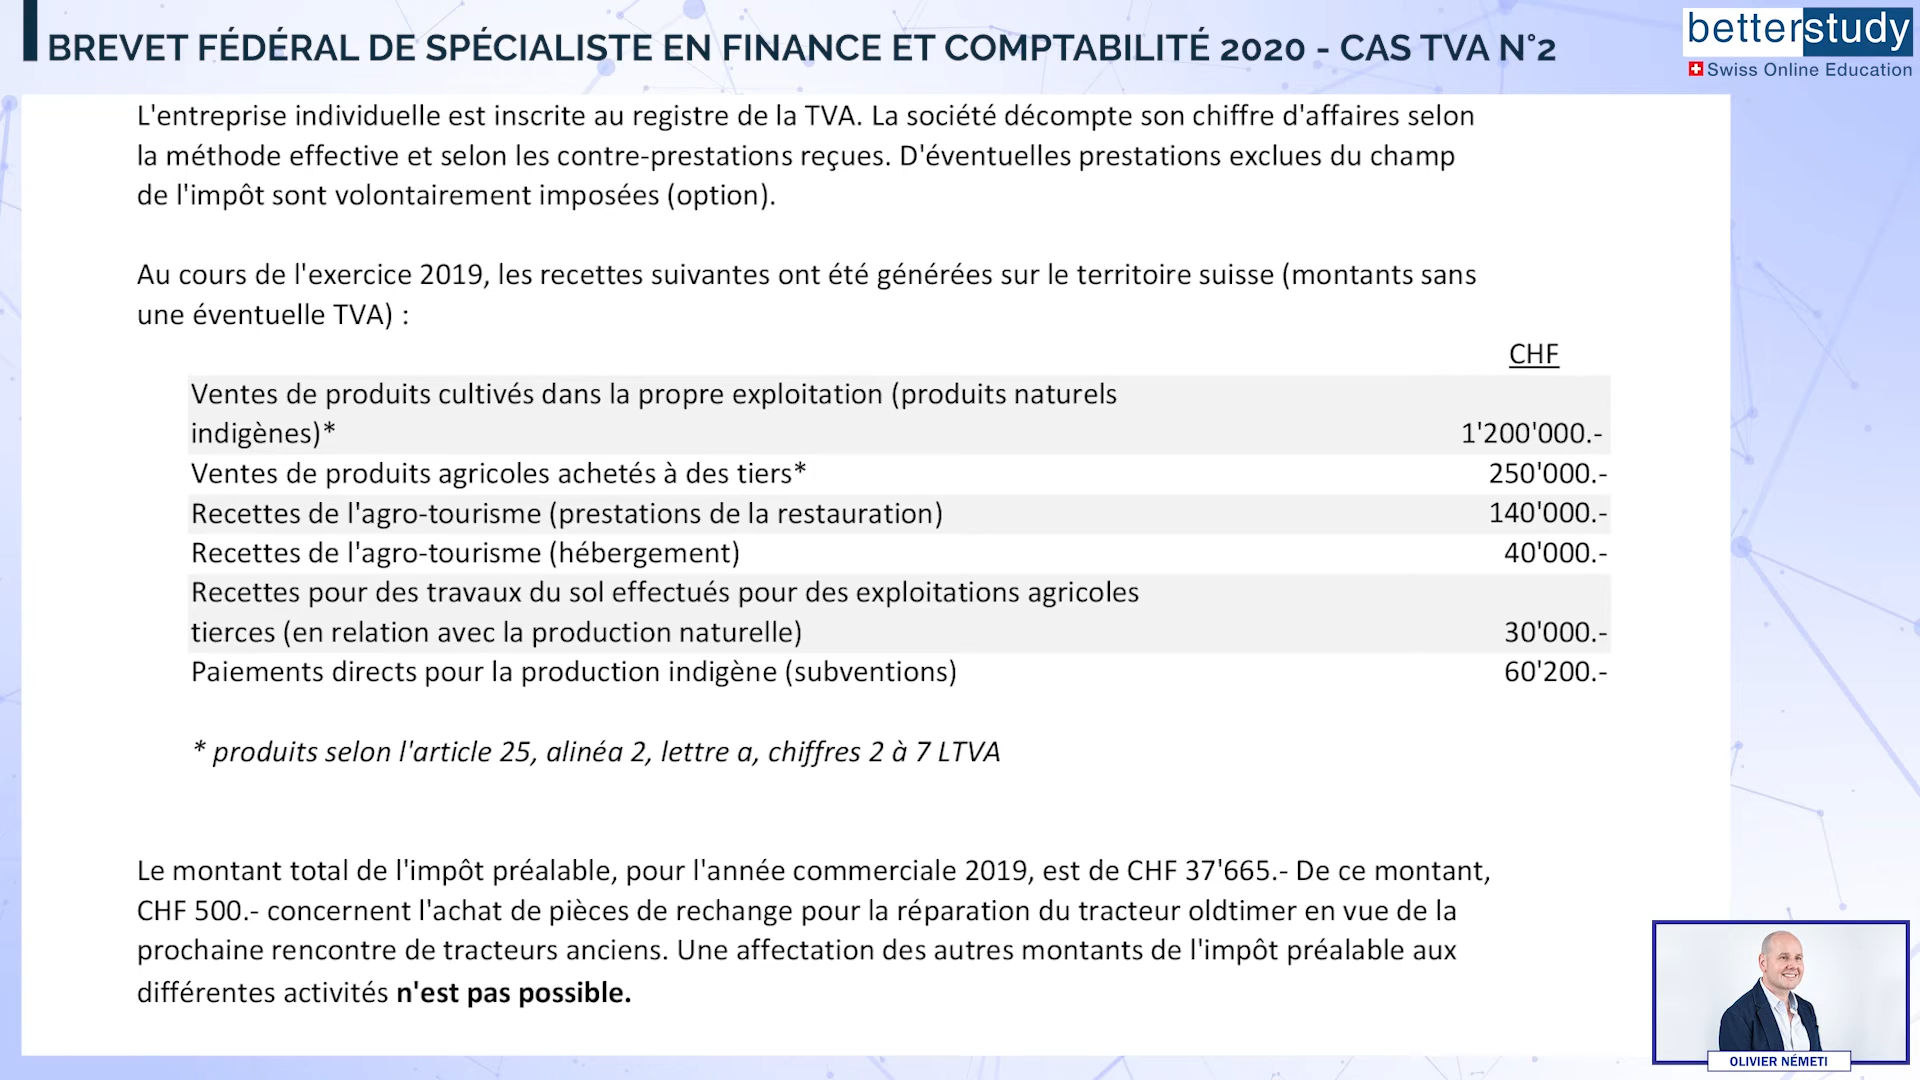 BREVET FÉDÉRAL DE SPÉCIALISTE EN FINANCE ET COMPTABILITÉ 2020 - CAS TVA N°2
betterstudy
Swiss Online Education
L'entreprise individuelle est inscrite au registre de la TVA. La société décompte son chiffre d'affaires selon
la méthode effective et selon les contre-prestations reçues. D'éventuelles prestations exclues du champ
de l'impôt sont volontairement imposées (option).
Au cours de l'exercice 2019, les recettes suivantes ont été générées sur le territoire suisse (montants sans
une éventuelle TVA) :
CHF
Ventes de produits cultivés dans la propre exploitation (produits naturels
indigènes)* 1'200'000.-
Ventes de produits agricoles achetés à des tiers* 250'000.-
Recettes de l'agro-tourisme (prestations de la restauration) 140'000.-
Recettes de l'agro-tourisme (hébergement) 40'000.-
Recettes pour des travaux du sol effectués pour des exploitations agricoles
tierces (en relation avec la production naturelle) 30'000.-
Paiements directs pour la production indigène (subventions) 60'200.-
* produits selon l'article 25, alinéa 2, lettre a, chiffres 2 à 7 LTVA
Le montant total de l'impôt préalable, pour l'année commerciale 2019, est de CHF 37'665.- De ce montant,
CHF 500.- concernent l'achat de pièces de rechange pour la réparation du tracteur oldtimer en vue de la
prochaine rencontre de tracteurs anciens. Une affectation des autres montants de l'impôt préalable aux
différentes activités n'est pas possible.
OLIVIER NÉMETI